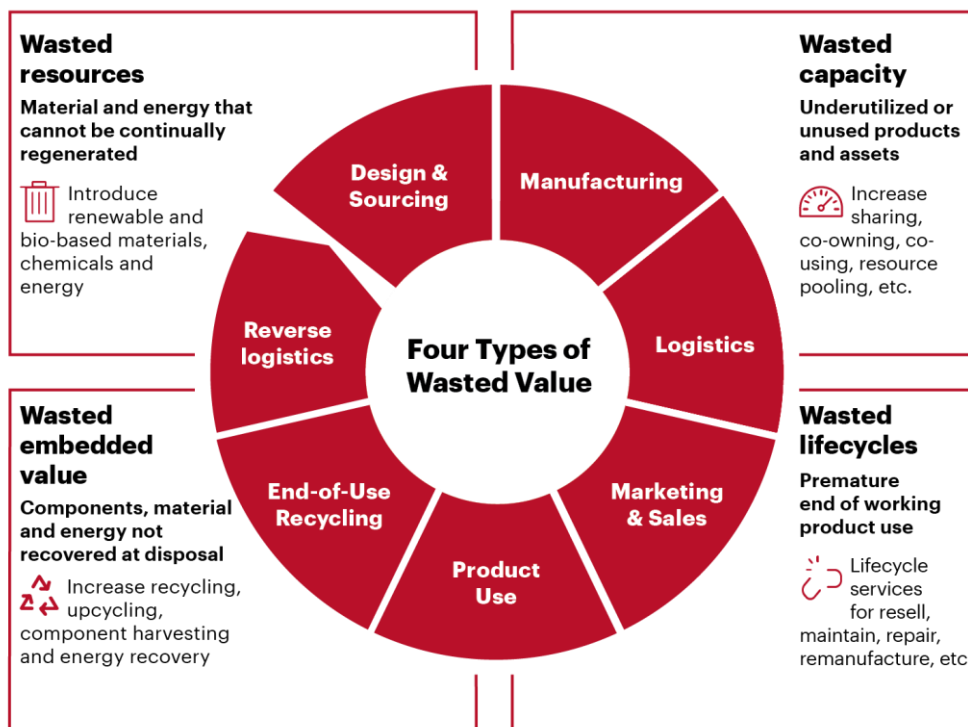 Wasted
resources
Material and energy that
cannot be continually
regenerated
Introduce
renewable and
bio-based materials,
chemicals and
energy
Wasted
capacity
Underutilized or
unused products
and assets
Increase
sharing,
co-owning, co-
using, resource
pooling, etc.
Design &
Sourcing
Manufacturing
Logistics
Marketing
& Sales
Product
Use
End-of-Use
Recycling
Reverse
logistics
Four Types of
Wasted Value
Wasted
embedded
value
Components, material
and energy not
recovered at disposal
Increase recycling,
upcycling,
component harvesting
and energy recovery
Wasted
lifecycles
Premature
end of working
product use
Lifecycle
services
for resell,
maintain, repair,
remanufacture, etc